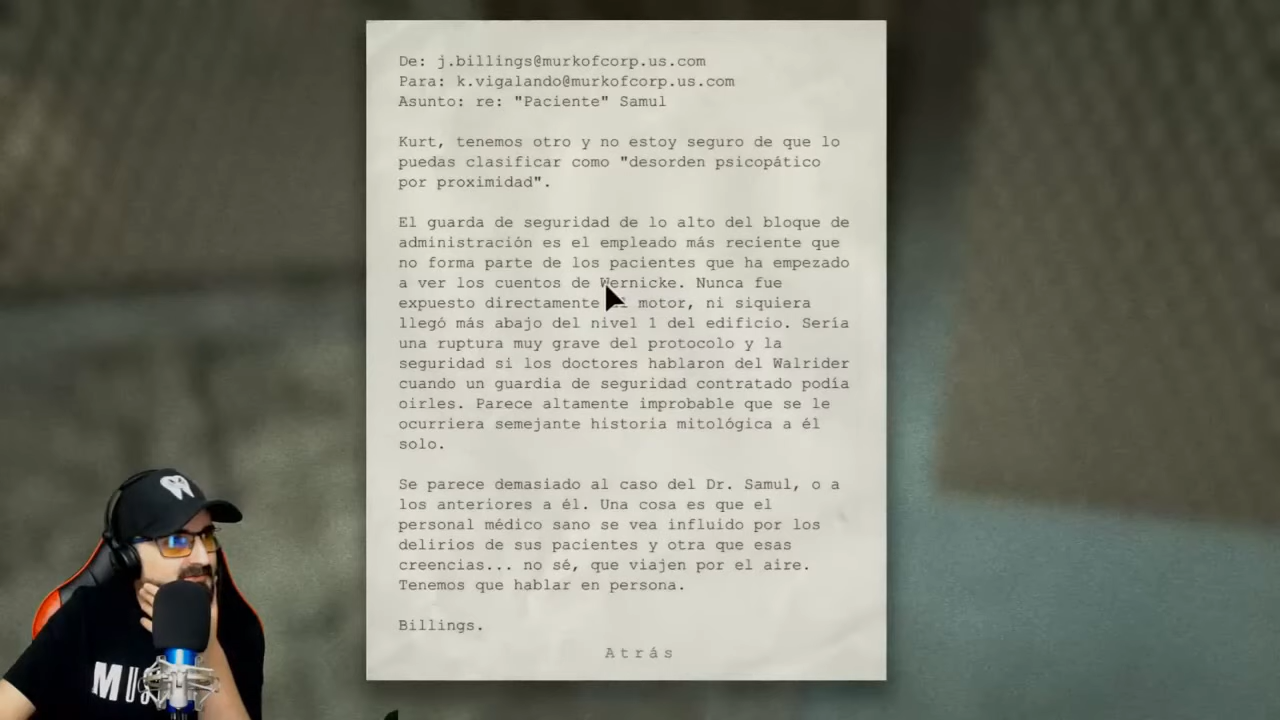 De: j.billings@murkofcorp.us.com
Para: k.vigalando@murkofcorp.us.com
Asunto: re: "Paciente" Samul
Kurt, tenemos otro y no estoy seguro de que lo
puedas clasificar como "desorden psicopático
por proximidad".
El guarda de seguridad de lo alto del bloque de
administración es el empleado más reciente que
no forma parte de los pacientes que ha empezado
a ver los cuentos de Wernicke. Nunca fue
expuesto directamente motor, ni siquiera
llegó más abajo del nivel 1 del edificio. Sería
una ruptura muy grave del protocolo y la
seguridad si los doctores hablaron del Walrider
cuando un guardia de seguridad contratado podía
oirles. Parece altamente improbable que se le
ocurriera semejante historia mitológica a él
solo.
Se parece demasiado al caso del Dr. Samul, o a
los anteriores a él. Una cosa es que el
personal médico sano se vea influido por los
delirios de sus pacientes y otra que esas
creencias... no sé, que viajen por el aire.
Tenemos que hablar en persona.
Billings.
Atrás